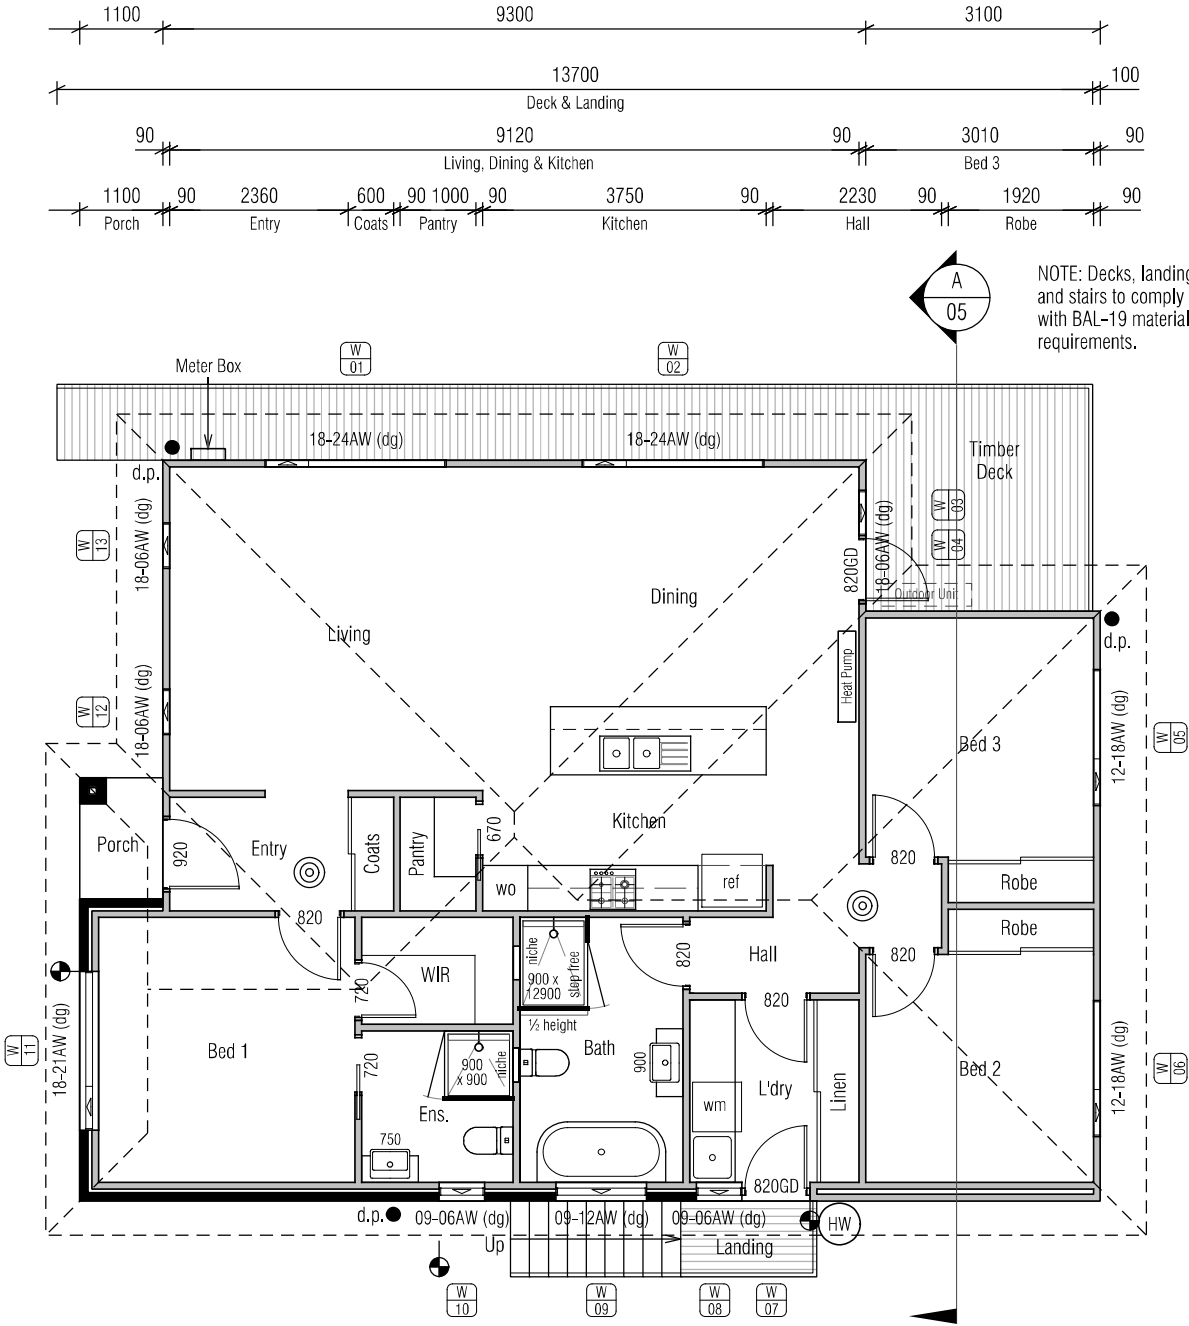 1100 9300 3100
13700 100
Deck & Landing
90 9120 90 3010 90
Living, Dining & Kitchen Bed 3
1100 90 2360 600 90 1000 90 3750 90 2230 90 1920 90
Porch Entry Coats Pantry Kitchen Hall Robe
A
05
NOTE: Decks, landing
and stairs to comply
with BAL-19 material
requirements.
W
01
W
02
Meter Box
18-24AW (dg)
18-24AW (dg)
Timber
Deck
d.p.
W
03
W
04
18-06AW (dg)
820GD
Outdoor Unit
W
13
18-06AW (dg)
Dining
Living
d.p.
Heat Pump
W
12
18-06AW (dg)
Bed 3
12-18AW (dg)
W
05
Porch
920
Entry
Coats
Pantry
670
Kitchen
820
wo
ref
Robe
820
Robe
niche
900 x
12900
step free
820
Hall
820
WIR
720
820
½ height
W
11
18-21AW (dg)
Bed 1
720
900
x 900
niche
Bath
900
L'dry
Linen
Bed 2
12-18AW (dg)
W
06
Ens.
wm
750
820GD
d.p.
09-06AW (dg)
09-12AW (dg)
09-06AW (dg)
HW
Up
Landing
W
10
W
09
W
08
W
07